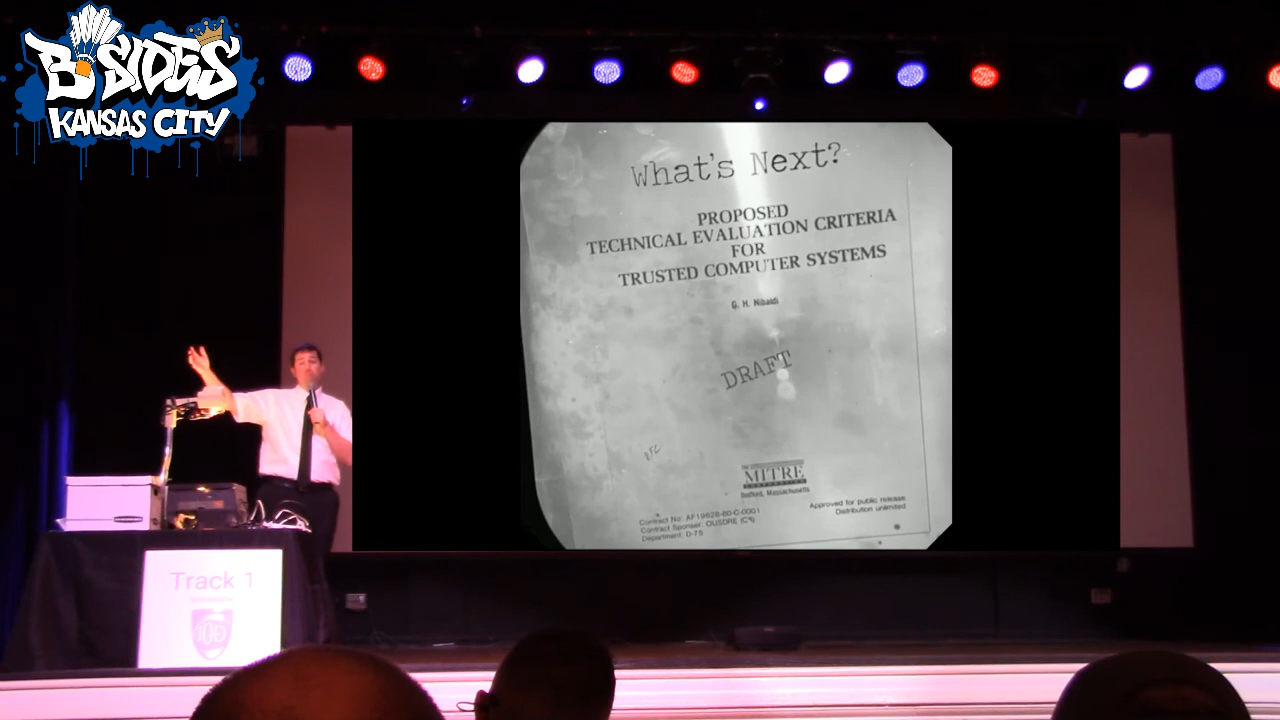 B•SIDES
KANSAS CITY
What's Next?
PROPOSED
TECHNICAL EVALUATION CRITERIA
FOR
TRUSTED COMPUTER SYSTEMS
G. H. Nibaldi
DRAFT
MITRE
Bedford, Massachusetts
Contract No: AF19628-80-C-0001
Contract Sponsor: OUSDRE (C³I)
Department: D-75
Approved for public release
Distribution unlimited.
Track 1